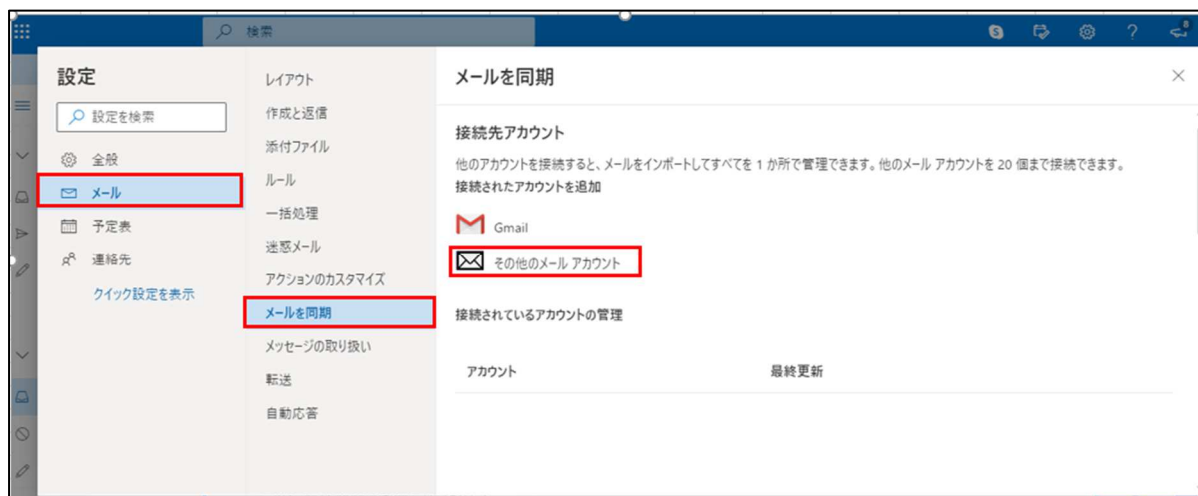 検索
8
設定
設定を検索
全般
メール
予定表
連絡先
クイック設定を表示
レイアウト
作成と返信
添付ファイル
ルール
一括処理
迷惑メール
アクションのカスタマイズ
メールを同期
メッセージの取り扱い
転送
自動応答
メールを同期
接続先アカウント
他のアカウントを接続すると、メールをインポートしてすべてを 1 か所で管理できます。他のメール アカウントを 20 個まで接続できます。
接続されたアカウントを追加
Gmail
その他のメール アカウント
接続されているアカウントの管理
アカウント 最終更新